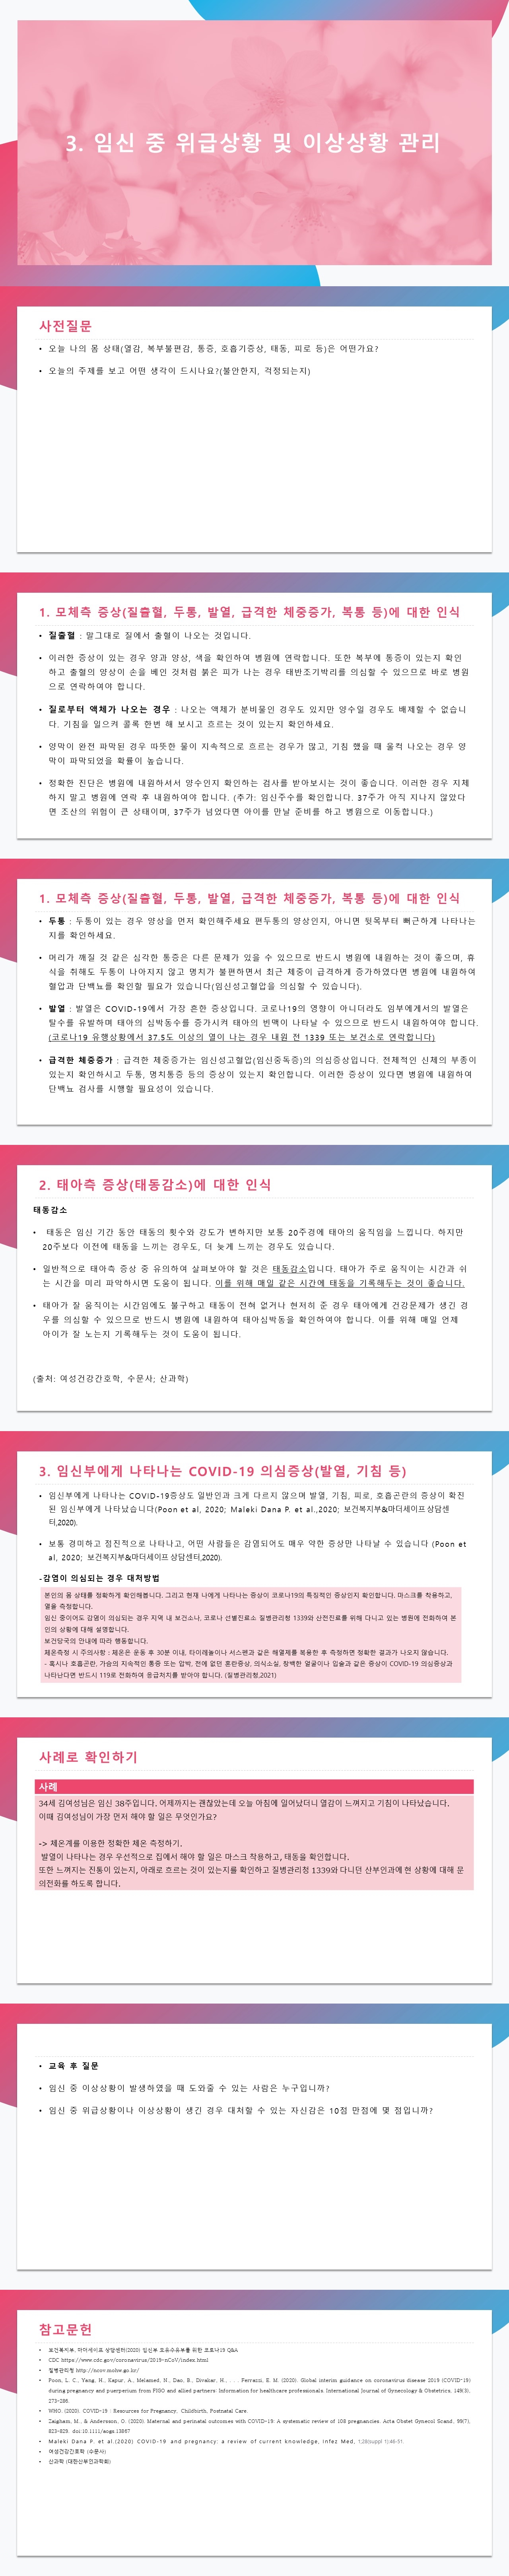 3. 임신 중 위급상황 및 이상상황 관리
사전질문
• 오늘 나의 몸 상태(열감, 복부불편감, 통증, 호흡기증상, 태동, 피로 등)은 어떤가요?
• 오늘의 주제를 보고 어떤 생각이 드시나요?(불안한지, 걱정되는지)
1. 모체측 증상(질출혈, 두통, 발열, 급격한 체중증가, 복통 등)에 대한 인식
• 질출혈 : 말그대로 질에서 출혈이 나오는 것입니다.
• 이러한 증상이 있는 경우 양과 양상, 색을 확인하여 병원에 연락합니다. 또한 복부에 통증이 있는지 확인
하고 출혈의 양상이 손을 베인 것처럼 붉은 피가 나는 경우 태반조기박리를 의심할 수 있으므로 바로 병원
으로 연락하여야 합니다.
• 질로부터 액체가 나오는 경우 : 나오는 액체가 분비물인 경우도 있지만 양수일 경우도 배제할 수 없습니
다. 기침을 일으켜 콜록 한번 해 보시고 흐르는 것이 있는지 확인하세요.
• 양막이 완전 파막된 경우 따뜻한 물이 지속적으로 흐르는 경우가 많고, 기침 했을 때 울컥 나오는 경우 양
막이 파막되었을 확률이 높습니다.
• 정확한 진단은 병원에 내원하셔서 양수인지 확인하는 검사를 받아보시는 것이 좋습니다. 이러한 경우 지체
하지 말고 병원에 연락 후 내원하여야 합니다. (추가: 임신주수를 확인합니다. 37주가 아직 지나지 않았다
면 조산의 위험이 큰 상태이며, 37주가 넘었다면 아이를 만날 준비를 하고 병원으로 이동합니다.)
1. 모체측 증상(질출혈, 두통, 발열, 급격한 체중증가, 복통 등)에 대한 인식
• 두통 : 두통이 있는 경우 양상을 먼저 확인해주세요 편두통의 양상인지, 아니면 뒷목부터 뻐근하게 나타나는
지를 확인하세요.
• 머리가 깨질 것 같은 심각한 통증은 다른 문제가 있을 수 있으므로 반드시 병원에 내원하는 것이 좋으며, 휴
식을 취해도 두통이 나아지지 않고 명치가 불편하면서 최근 체중이 급격하게 증가하였다면 병원에 내원하여
혈압과 단백뇨를 확인할 필요가 있습니다(임신성고혈압을 의심할 수 있습니다).
• 발열 : 발열은 COVID-19에서 가장 흔한 증상입니다. 코로나19의 영향이 아니더라도 임부에게서의 발열은
탈수를 유발하며 태아의 심박동수를 증가시켜 태아의 빈맥이 나타날 수 있으므로 반드시 내원하여야 합니다.
(코로나19 유행상황에서 37.5도 이상의 열이 나는 경우 내원 전 1339 또는 보건소로 연락합니다)
• 급격한 체중증가 : 급격한 체중증가는 임신성고혈압(임신중독증)의 의심증상입니다. 전체적인 신체의 부종이
있는지 확인하시고 두통, 명치통증 등의 증상이 있는지 확인합니다. 이러한 증상이 있다면 병원에 내원하여
단백뇨 검사를 시행할 필요성이 있습니다.
2. 태아측 증상(태동감소)에 대한 인식
태동감소
• 태동은 임신 기간 동안 태동의 횟수와 강도가 변하지만 보통 20주경에 태아의 움직임을 느낍니다. 하지만
20주보다 이전에 태동을 느끼는 경우도, 더 늦게 느끼는 경우도 있습니다.
• 일반적으로 태아측 증상 중 유의하여 살펴보아야 할 것은 태동감소입니다. 태아가 주로 움직이는 시간과 쉬
는 시간을 미리 파악하시면 도움이 됩니다. 이를 위해 매일 같은 시간에 태동을 기록해두는 것이 좋습니다.
• 태아가 잘 움직이는 시간임에도 불구하고 태동이 전혀 없거나 현저히 준 경우 태아에게 건강문제가 생긴 경
우를 의심할 수 있으므로 반드시 병원에 내원하여 태아심박동을 확인하여야 합니다. 이를 위해 매일 언제
아이가 잘 노는지 기록해두는 것이 도움이 됩니다.
(출처: 여성건강간호학, 수문사; 산과학)
3. 임신부에게 나타나는 COVID-19 의심증상(발열, 기침 등)
• 임신부에게 나타나는 COVID-19증상도 일반인과 크게 다르지 않으며 발열, 기침, 피로, 호흡곤란의 증상이 확진
된 임신부에게 나타났습니다(Poon et al, 2020; Maleki Dana P. et al.,2020; 보건복지부&마더세이프상담센
터,2020).
• 보통 경미하고 점진적으로 나타나고, 어떤 사람들은 감염되어도 매우 약한 증상만 나타날 수 있습니다 (Poon et
al, 2020; 보건복지부&마더세이프상담센터,2020).
-감염이 의심되는 경우 대처방법
본인의 몸 상태를 정확하게 확인해봅니다. 그리고 현재 나에게 나타나는 증상이 코로나19의 특징적인 증상인지 확인합니다. 마스크를 착용하고,
열을 측정합니다.
임신 중이어도 감염이 의심되는 경우 지역 내 보건소나, 코로나 선별진료소 질병관리청 1339와 산전진료를 위해 다니고 있는 병원에 전화하여 본
인의 상황에 대해 설명합니다.
보건당국의 안내에 따라 행동합니다.
체온측정 시 주의사항 : 체온은 운동 후 30분 이내, 타이레놀이나 서스펜과 같은 해열제를 복용한 후 측정하면 정확한 결과가 나오지 않습니다.
- 혹시나 호흡곤란, 가슴의 지속적인 통증 또는 압박, 전에 없던 혼란증상, 의식소실, 창백한 얼굴이나 입술과 같은 증상이 COVID-19 의심증상과
나타난다면 반드시 119로 전화하여 응급처치를 받아야 합니다. (질병관리청,2021)
사례로 확인하기
사례
34세 김여성님은 임신 38주입니다. 어제까지는 괜찮았는데 오늘 아침에 일어났더니 열감이 느껴지고 기침이 나타났습니다.
이때 김여성님이 가장 먼저 해야 할 일은 무엇인가요?
-> 체온계를 이용한 정확한 체온 측정하기.
발열이 나타나는 경우 우선적으로 집에서 해야 할 일은 마스크 착용하고, 태동을 확인합니다.
또한 느껴지는 진통이 있는지, 아래로 흐르는 것이 있는지를 확인하고 질병관리청 1339와 다니던 산부인과에 현 상황에 대해 문
의전화를 하도록 합니다.
• 교육 후 질문
• 임신 중 이상상황이 발생하였을 때 도와줄 수 있는 사람은 누구입니까?
• 임신 중 위급상황이나 이상상황이 생긴 경우 대처할 수 있는 자신감은 10점 만점에 몇 점입니까?
참고문헌
• 보건복지부, 마더세이프 상담센터(2020) 임신부 모유수유부를 위한 코로나19 Q&A
• CDC https://www.cdc.gov/coronavirus/2019-nCoV/index.html
• 질병관리청 http://ncov.mohw.go.kr/
• Poon, L. C., Yang, H., Kapur, A., Melamed, N., Dao, B., Divakar, H., . . . Ferrazzi, E. M. (2020). Global interim guidance on coronavirus disease 2019 (COVID-19)
during pregnancy and puerperium from FIGO and allied partners: Information for healthcare professionals. International Journal of Gynecology & Obstetrics, 149(3),
273-286.
• WHO. (2020). COVID-19 : Resources for Pregnancy, Childbirth, Postnatal Care.
• Zaigham, M., & Andersson, O. (2020). Maternal and perinatal outcomes with COVID-19: A systematic review of 108 pregnancies. Acta Obstet Gynecol Scand, 99(7),
823-829. doi:10.1111/aogs.13867
• Maleki Dana P. et al.(2020) COVID-19 and pregnancy: a review of current knowledge, Infez Med, 1;28(suppl 1):46-51.
• 여성건강간호학 (수문사)
• 산과학 (대한산부인과학회)